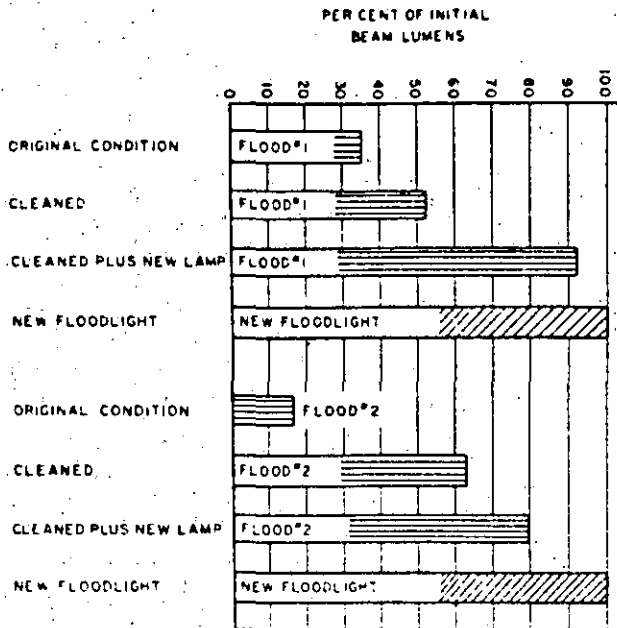 PER CENT OF INITIAL
BEAM LUMENS
0 10 20 30 40 50 60 70 80 90 100
ORIGINAL CONDITION FLOOD#1
CLEANED FLOOD#1
CLEANED PLUS NEW LAMP FLOOD#1
NEW FLOODLIGHT NEW FLOODLIGHT
ORIGINAL CONDITION FLOOD#2
CLEANED FLOOD#2
CLEANED PLUS NEW LAMP FLOOD#2
NEW FLOODLIGHT NEW FLOODLIGHT